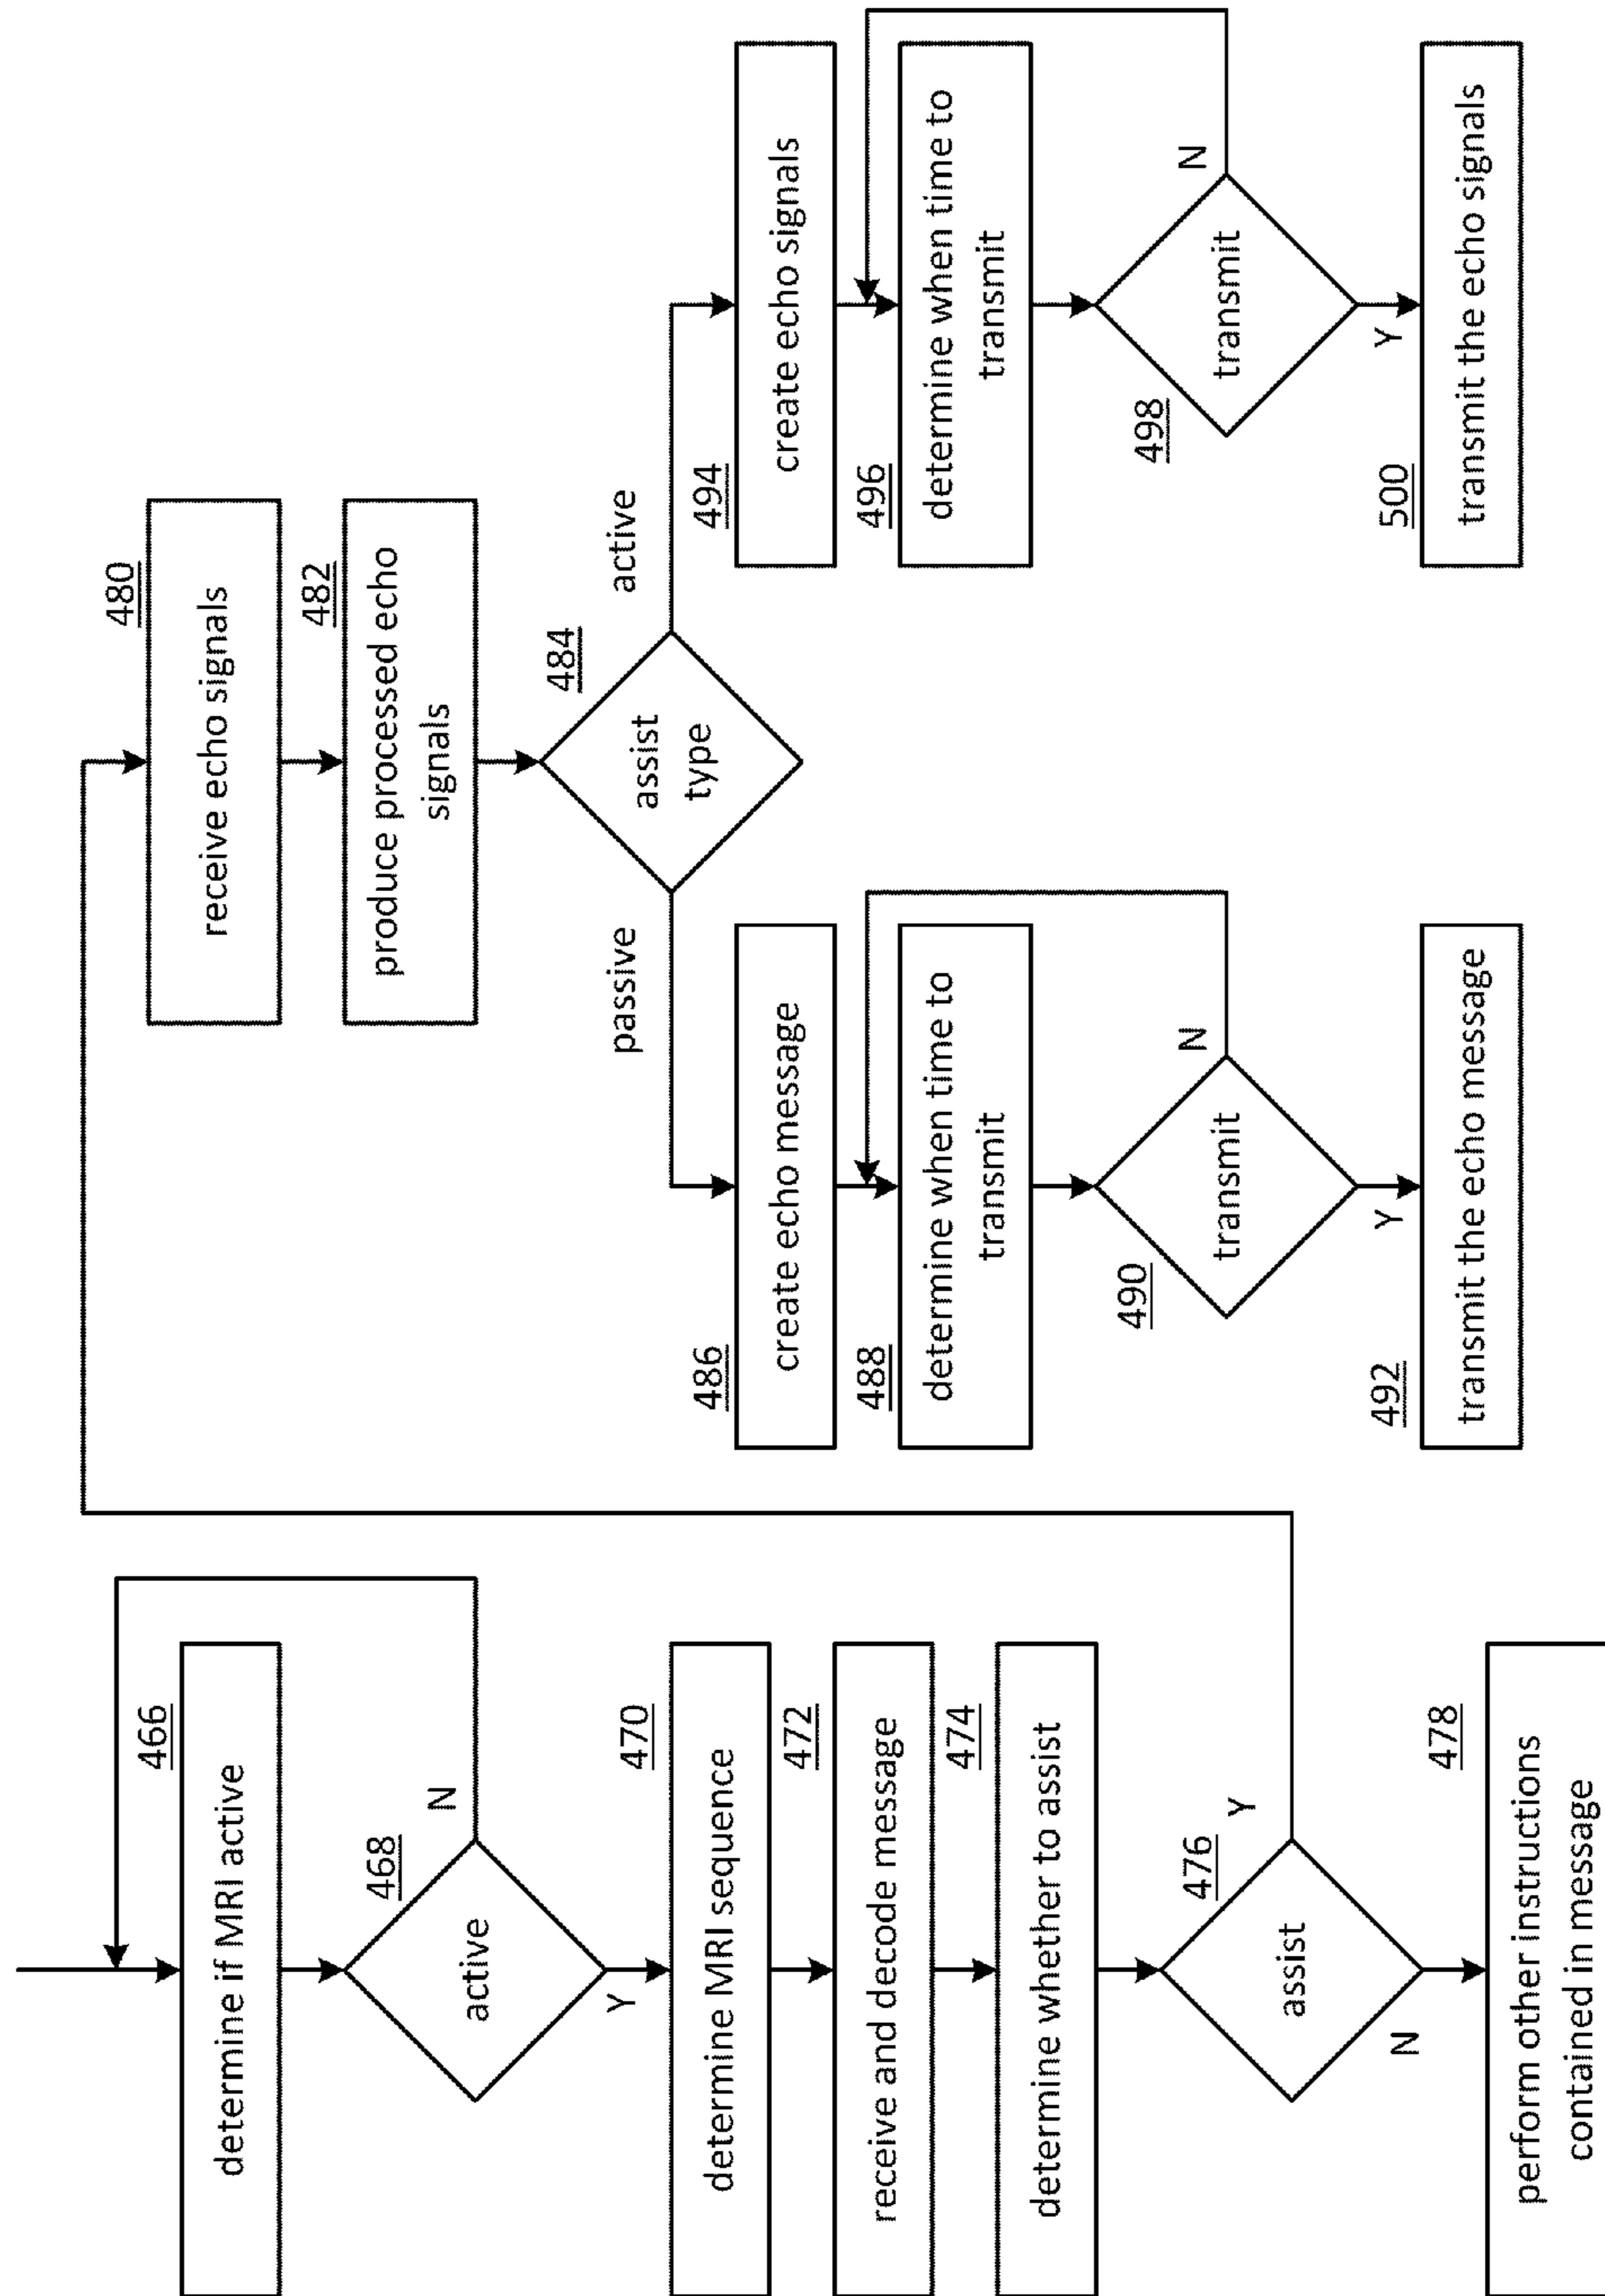 466
determine if MRI active
468
active
N
Y
470
determine MRI sequence
472
receive and decode message
474
determine whether to assist
476
assist
Y
N
478
perform other instructions
contained in message
480
receive echo signals
482
produce processed echo
signals
484
assist
type
passive
active
486
create echo message
488
determine when time to
transmit
490
transmit
N
Y
492
transmit the echo message
494
create echo signals
496
determine when time to
transmit
498
transmit
N
Y
500
transmit the echo signals